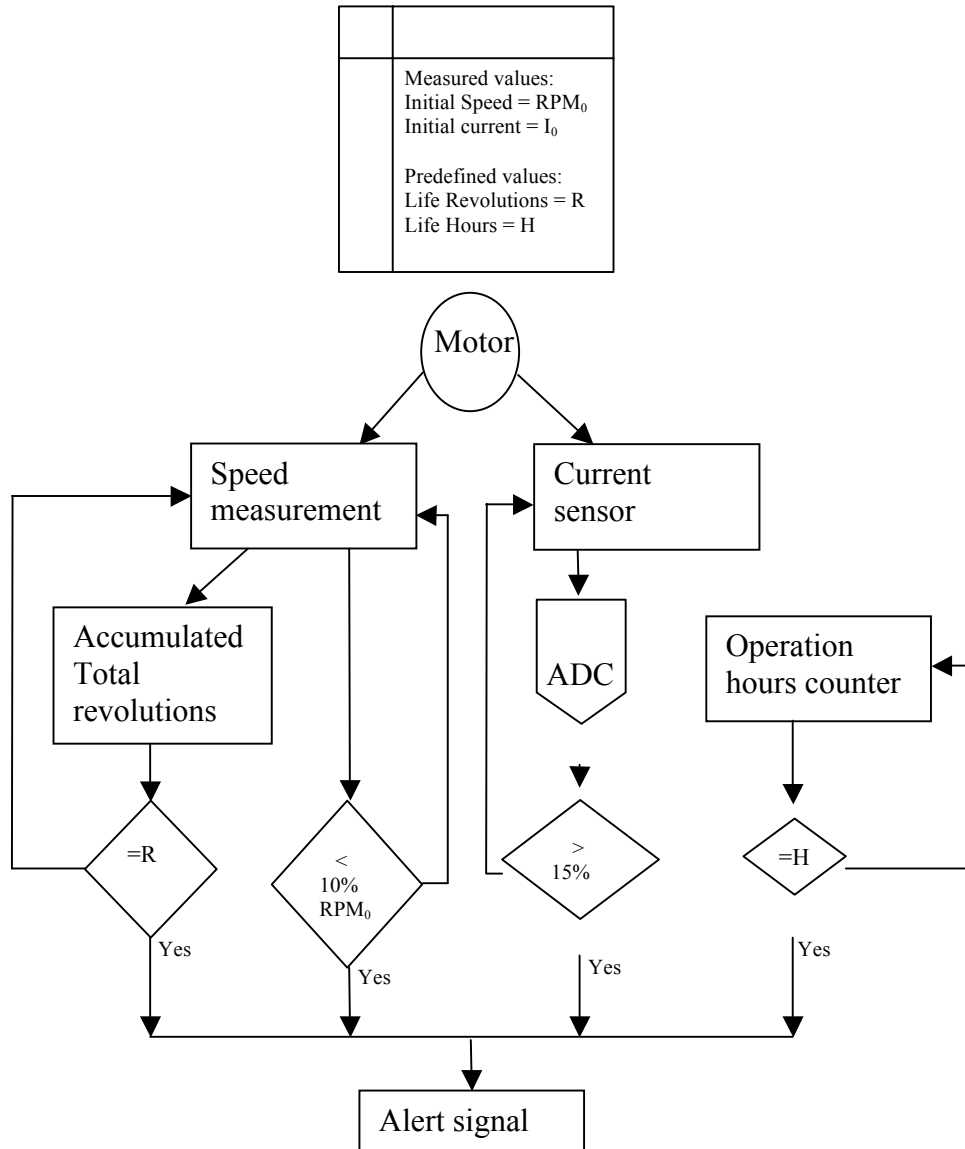 Measured values:
Initial Speed = RPM₀
Initial current = I₀
Predefined values:
Life Revolutions = R
Life Hours = H
Motor
Speed
measurement
Current
sensor
Accumulated
Total
revolutions
ADC
Operation
hours counter
=R
<
10%
RPM₀
>
15%
=H
Yes
Yes
Yes
Yes
Alert signal